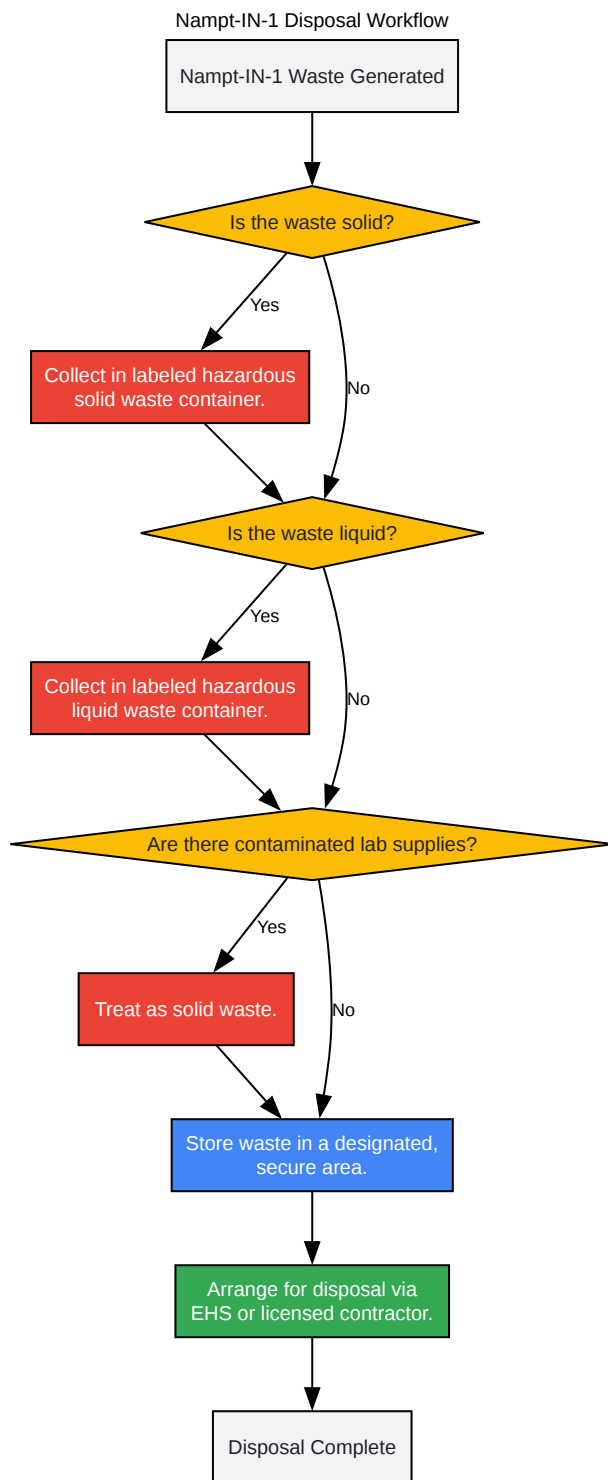 Nampt-IN-1 Disposal Workflow
Nampt-IN-1 Waste Generated
Is the waste solid?
Yes
Collect in labeled hazardous
solid waste container.
No
Is the waste liquid?
Yes
Collect in labeled hazardous
liquid waste container.
No
Are there contaminated lab supplies?
Yes
Treat as solid waste.
No
Store waste in a designated,
secure area.
Arrange for disposal via
EHS or licensed contractor.
Disposal Complete